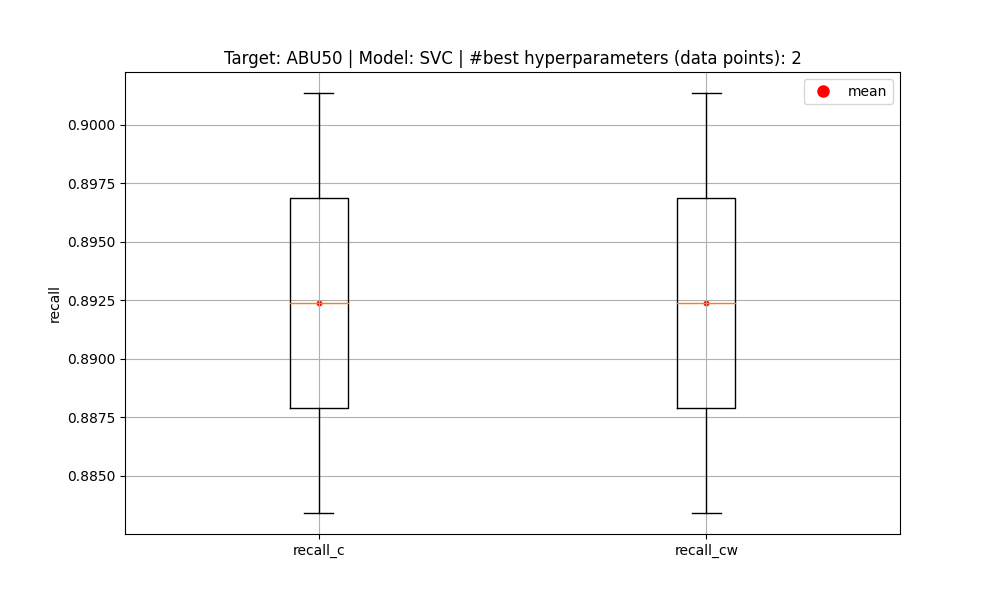 Target: ABU50 | Model: SVC | #best hyperparameters (data points): 2
mean
0.9000
0.8975
0.8950
0.8925
0.8900
0.8875
0.8850
recall
recall_c
recall_cw